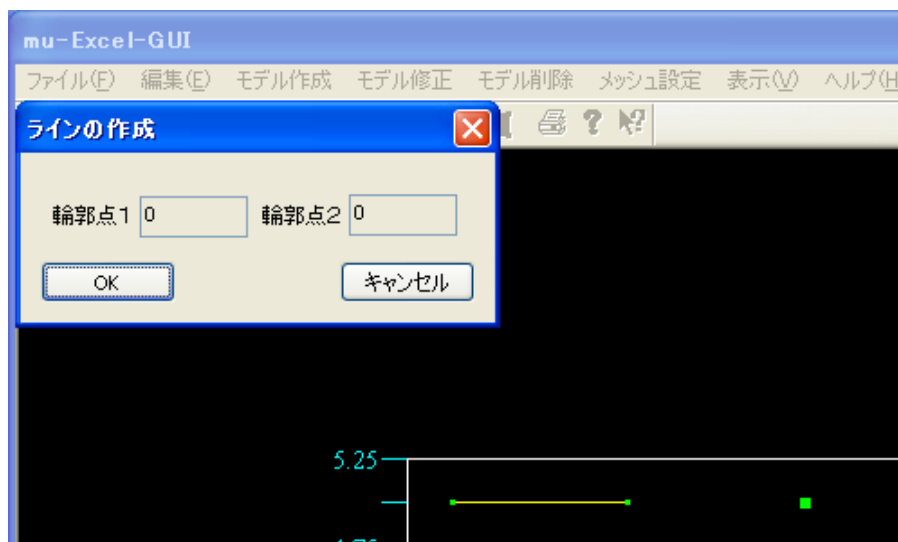 mu-Excel-GUI
ファイル(F) 編集(E) モデル作成 モデル修正 モデル削除 メッシュ設定 表示(V) ヘルプ(H
ラインの作成
輪郭点1 0 輪郭点2 0
OK キャンセル
5.25